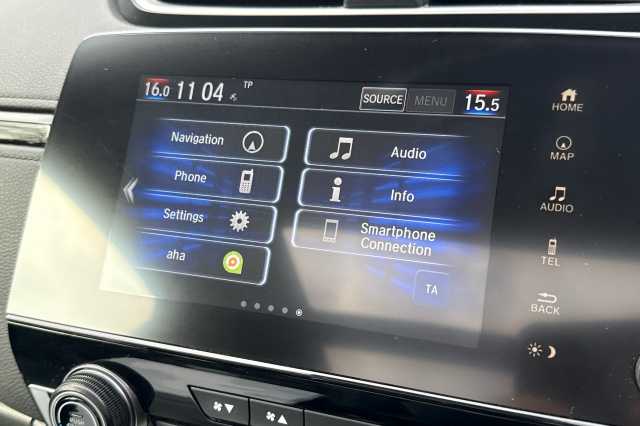 16.0 11 04 TP SOURCE MENU 15.5
Navigation
Audio
Phone
Info
Settings
Smartphone
Connection
aha
TA
HOME
MAP
AUDIO
TEL
BACK